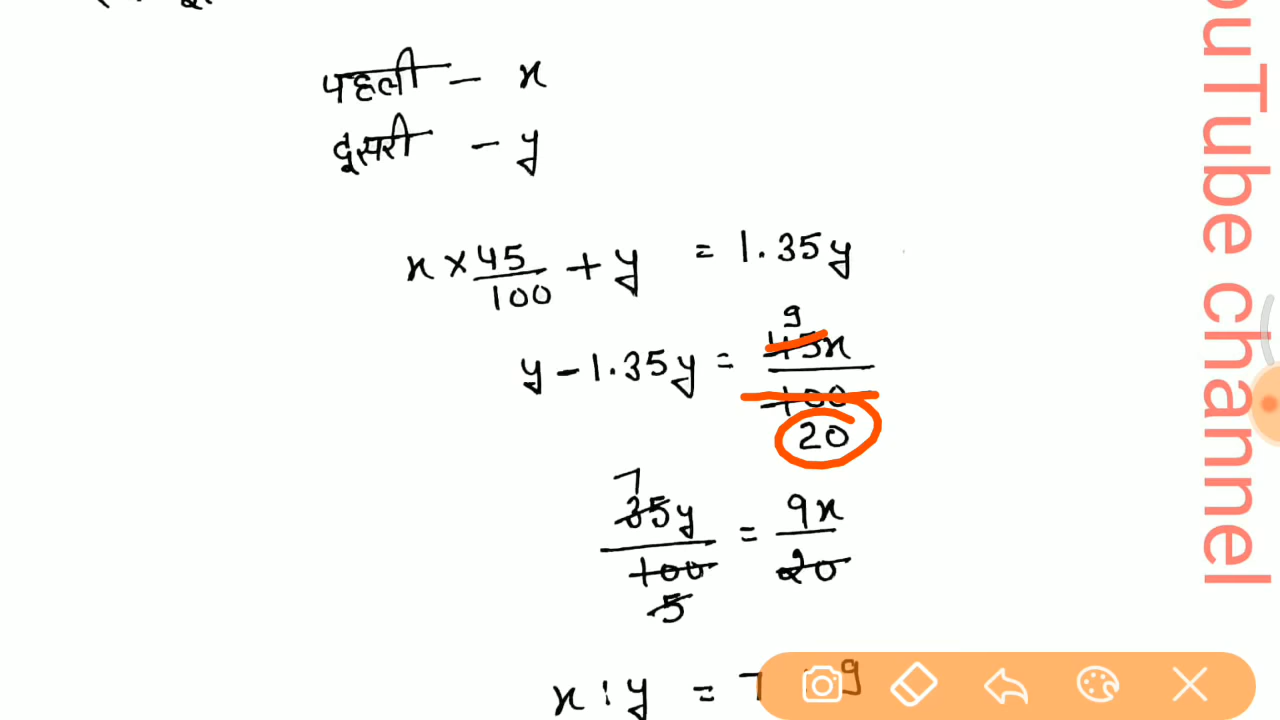 पहली - x
दूसरी - y
x × 45/100 + y = 1.35y
9
y - 1.35y = 45x/100
20
7
35y/100 = 9x/20
5
x : y = 7 : 9
ouTube channel